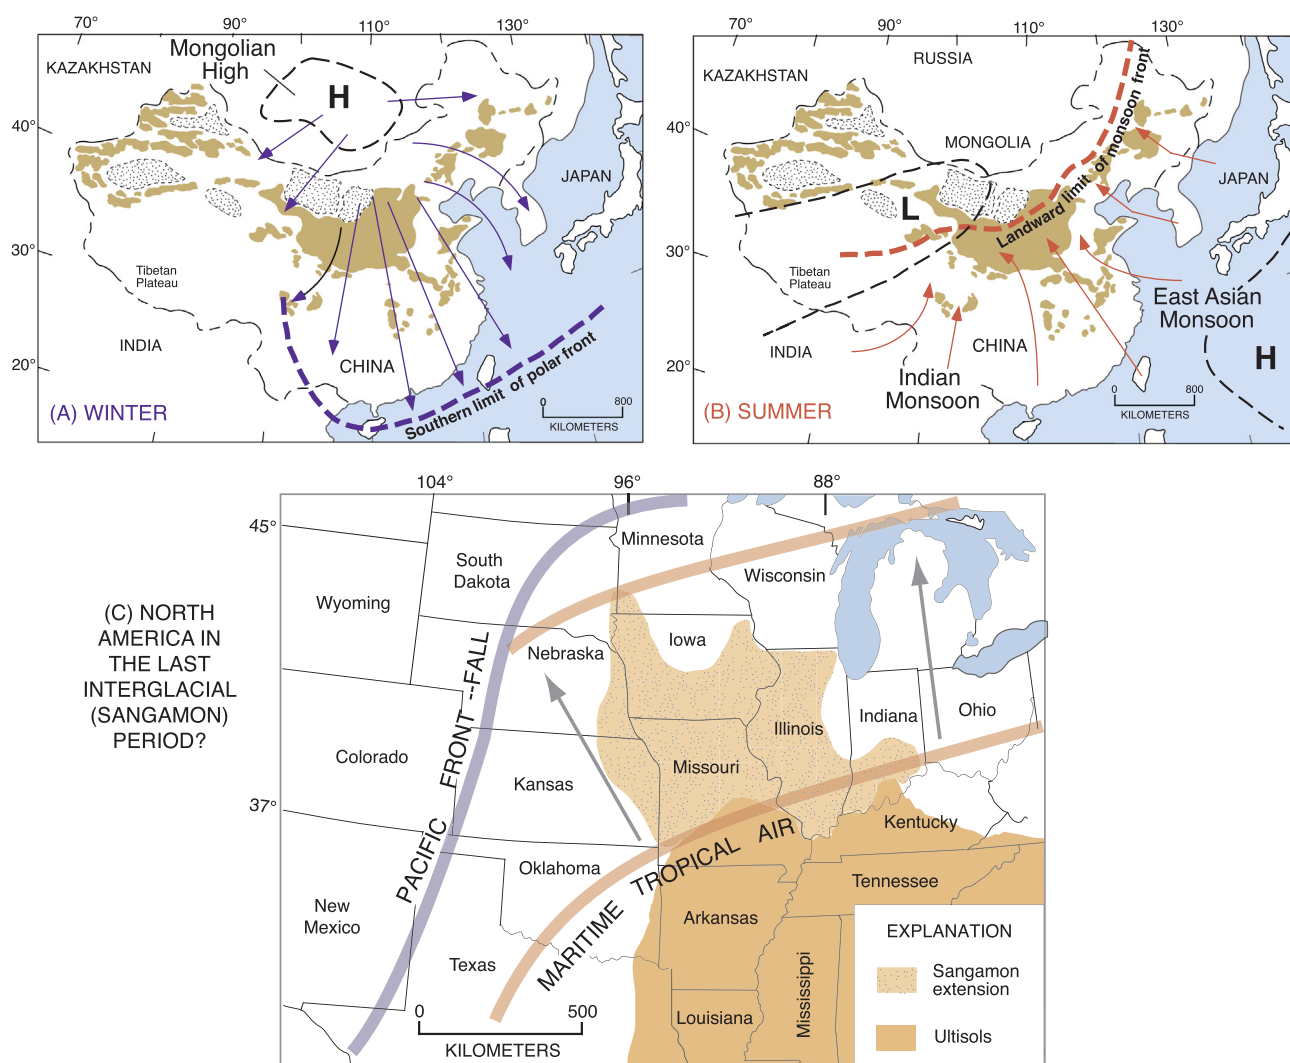 70°
90°
110°
130°
Mongolian
High
KAZAKHSTAN
H
40°
JAPAN
30°
Tibetan
Plateau
INDIA
20°
CHINA
(A) WINTER
Southern limit of polar front
0
800
KILOMETERS
70°
90°
110°
130°
RUSSIA
KAZAKHSTAN
40°
MONGOLIA
Landward limit of monsoon front
JAPAN
L
30°
Tibetan
Plateau
East Asian
Monsoon
INDIA
CHINA
H
20°
Indian
Monsoon
0
800
KILOMETERS
(B) SUMMER
104°
96°
88°
45°
37°
(C) NORTH
AMERICA IN
THE LAST
INTERGLACIAL
(SANGAMON)
PERIOD?
Minnesota
South
Dakota
Wisconsin
Wyoming
Iowa
Nebraska
PACIFIC FRONT --FALL
Illinois
Indiana
Ohio
Colorado
Missouri
Kansas
Kentucky
MARITIME TROPICAL AIR
Oklahoma
Tennessee
New
Mexico
Arkansas
Texas
Mississippi
Louisiana
0
500
KILOMETERS
EXPLANATION
Sangamon
extension
Ultisols